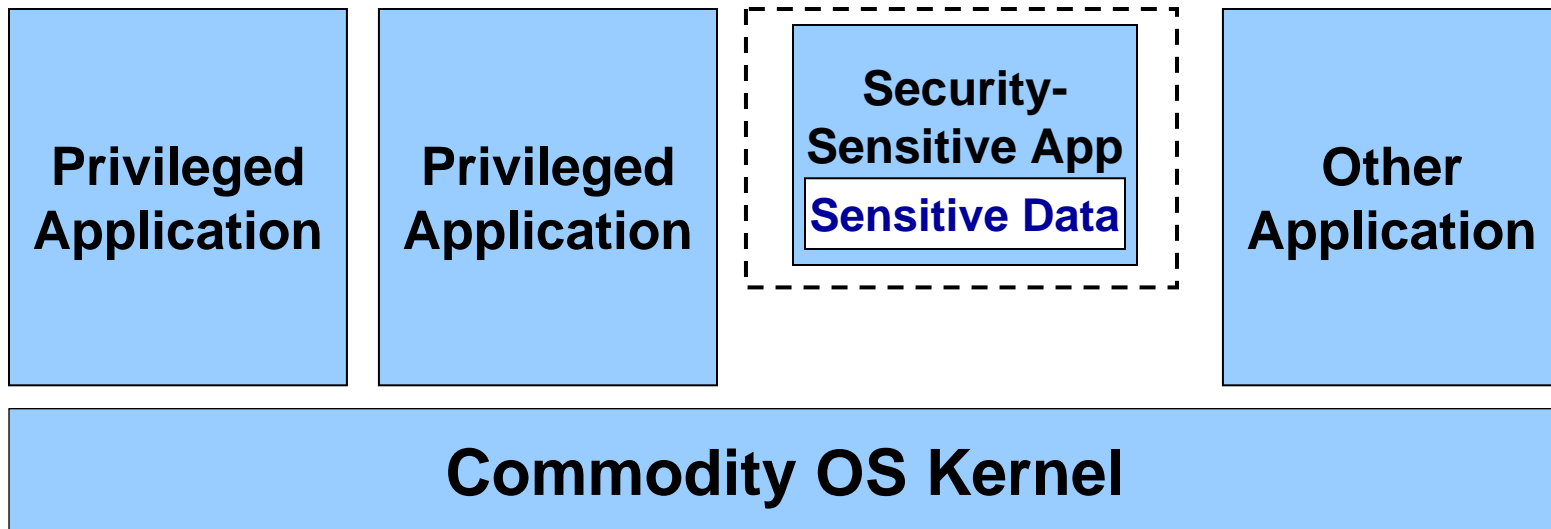 Privileged
Application
Privileged
Application
Security-
Sensitive App
Sensitive Data
Other
Application
Commodity OS Kernel